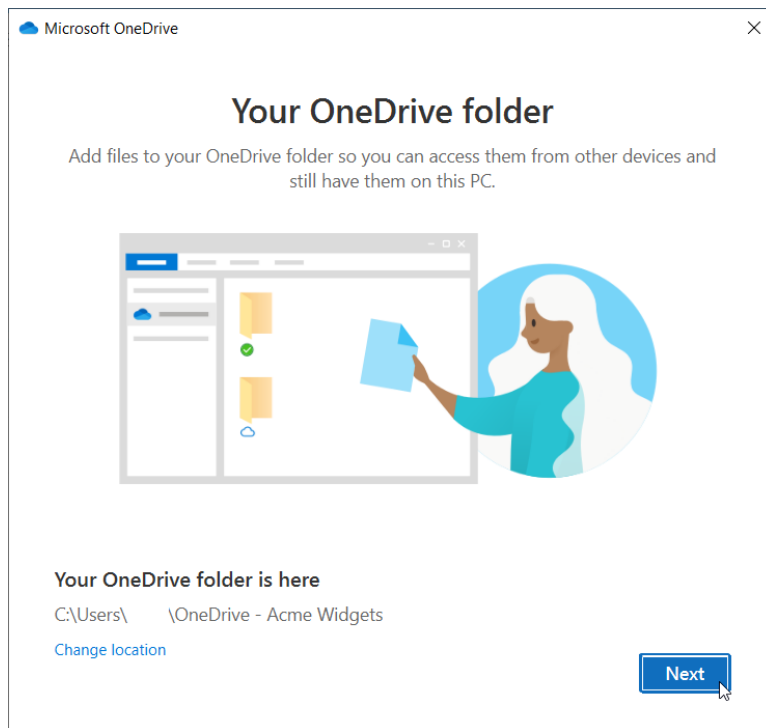 Microsoft OneDrive
Your OneDrive folder
Add files to your OneDrive folder so you can access them from other devices and
still have them on this PC.
Your OneDrive folder is here
C:\Users\ \OneDrive - Acme Widgets
Change location
Next